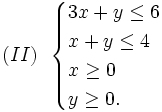 (II) 3x + y ≤ 6
x + y ≤ 4
x ≥ 0
y ≥ 0.